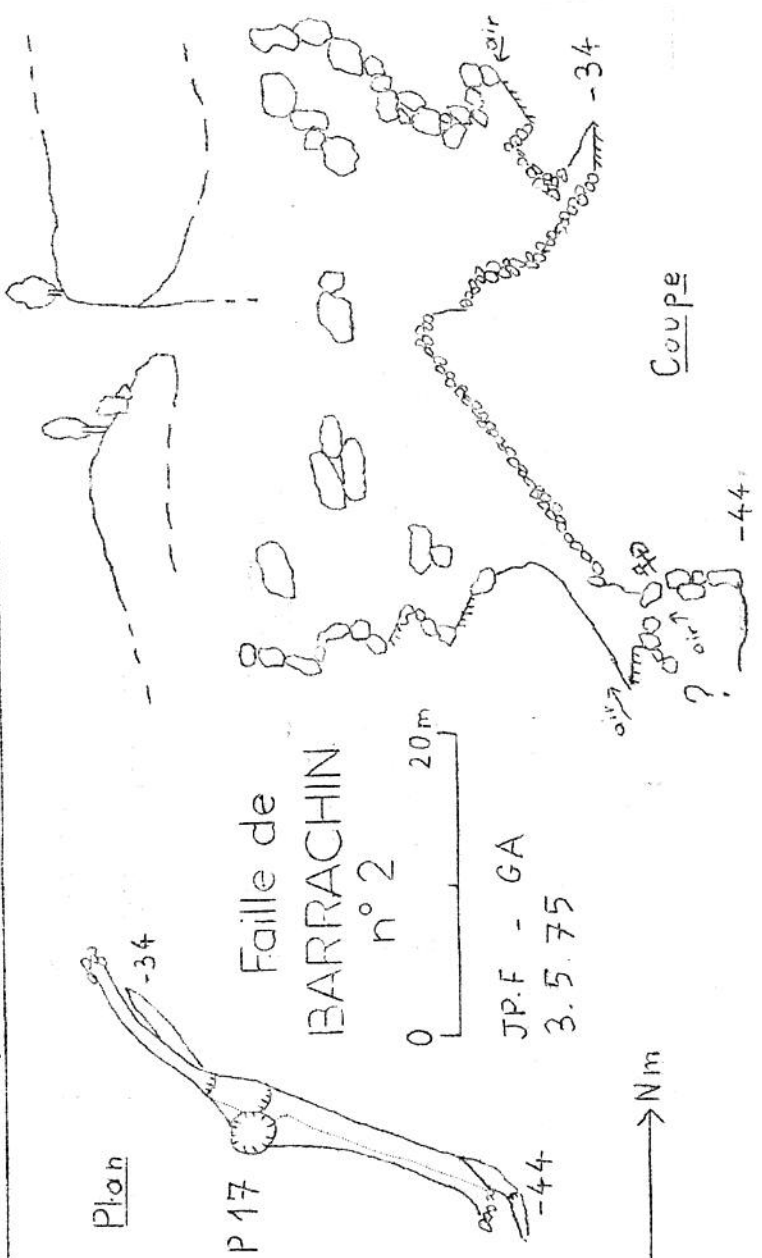 Plan
P 17
-34
-44
Faille de
BARRACHIN
n° 2
0 20 m
JP.F - GA
3.5.75
Nm
Coupe
air
-34
air
?
air
-44